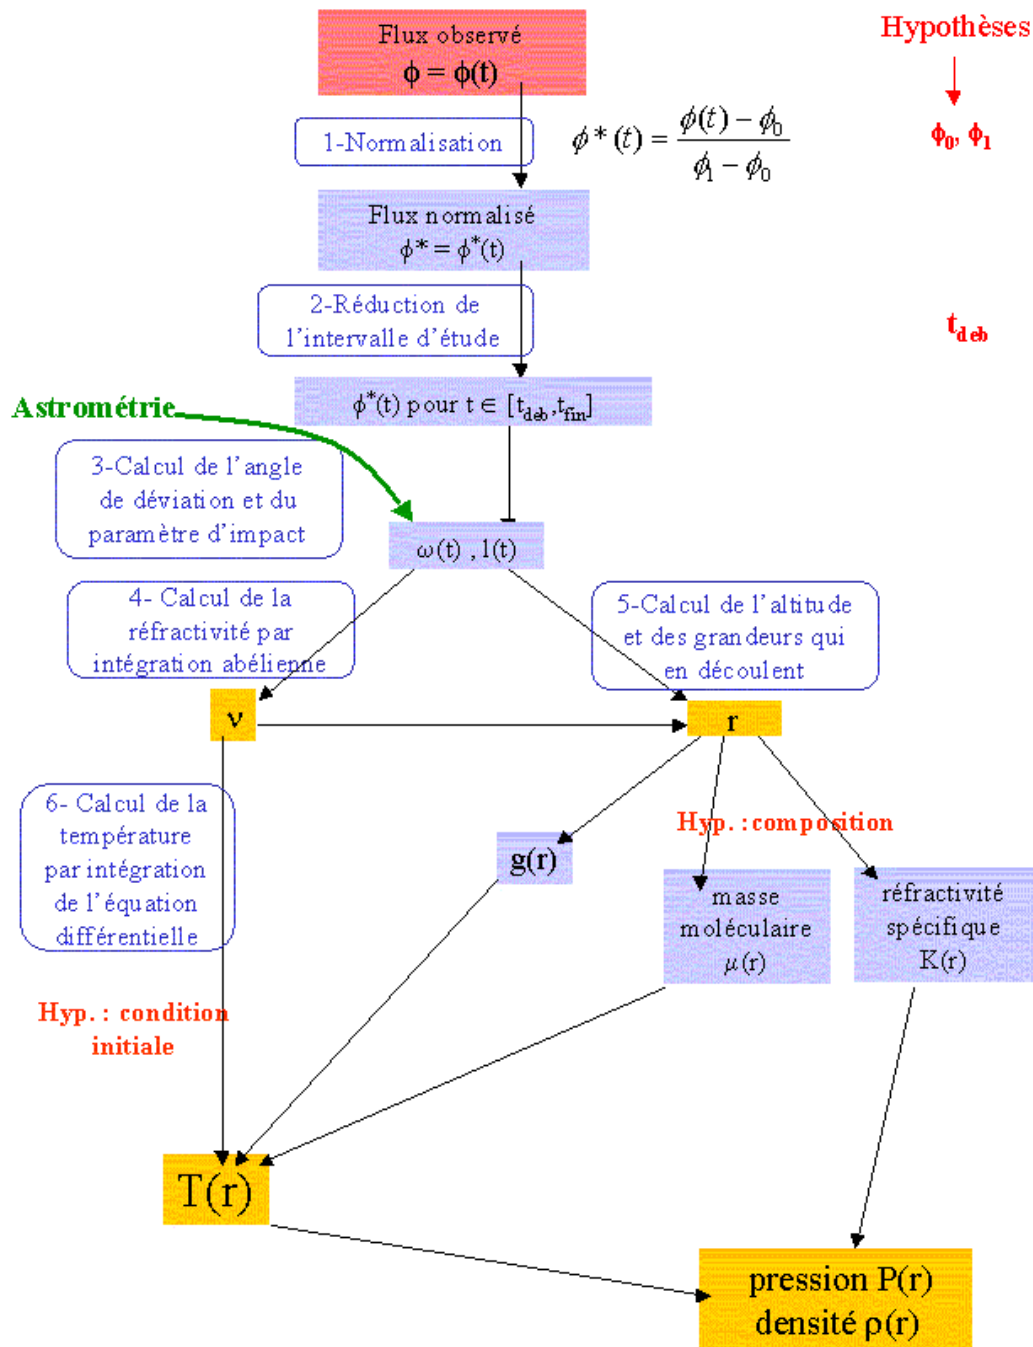 Flux observé
ϕ = ϕ(t)
Hypothèses
1-Normalisation
ϕ*(t) = (ϕ(t) − ϕ₀) / (ϕ₁ − ϕ₀)
ϕ₀, ϕ₁
Flux normalisé
ϕ* = ϕ*(t)
2-Réduction de
l'intervalle d'étude
t_deb
ϕ*(t) pour t ∈ [t_deb,t_fin]
Astrométrie
3-Calcul de l'angle
de déviation et du
paramètre d'impact
ω(t) , l(t)
4- Calcul de la
réfractivité par
intégration abélienne
5-Calcul de l'altitude
et des grandeurs qui
en découlent
ν
r
6- Calcul de la
température
par intégration
de l'équation
différentielle
Hyp. : composition
g(r)
masse
moléculaire
μ(r)
réfractivité
spécifique
K(r)
Hyp. : condition
initiale
T(r)
pression P(r)
densité ρ(r)